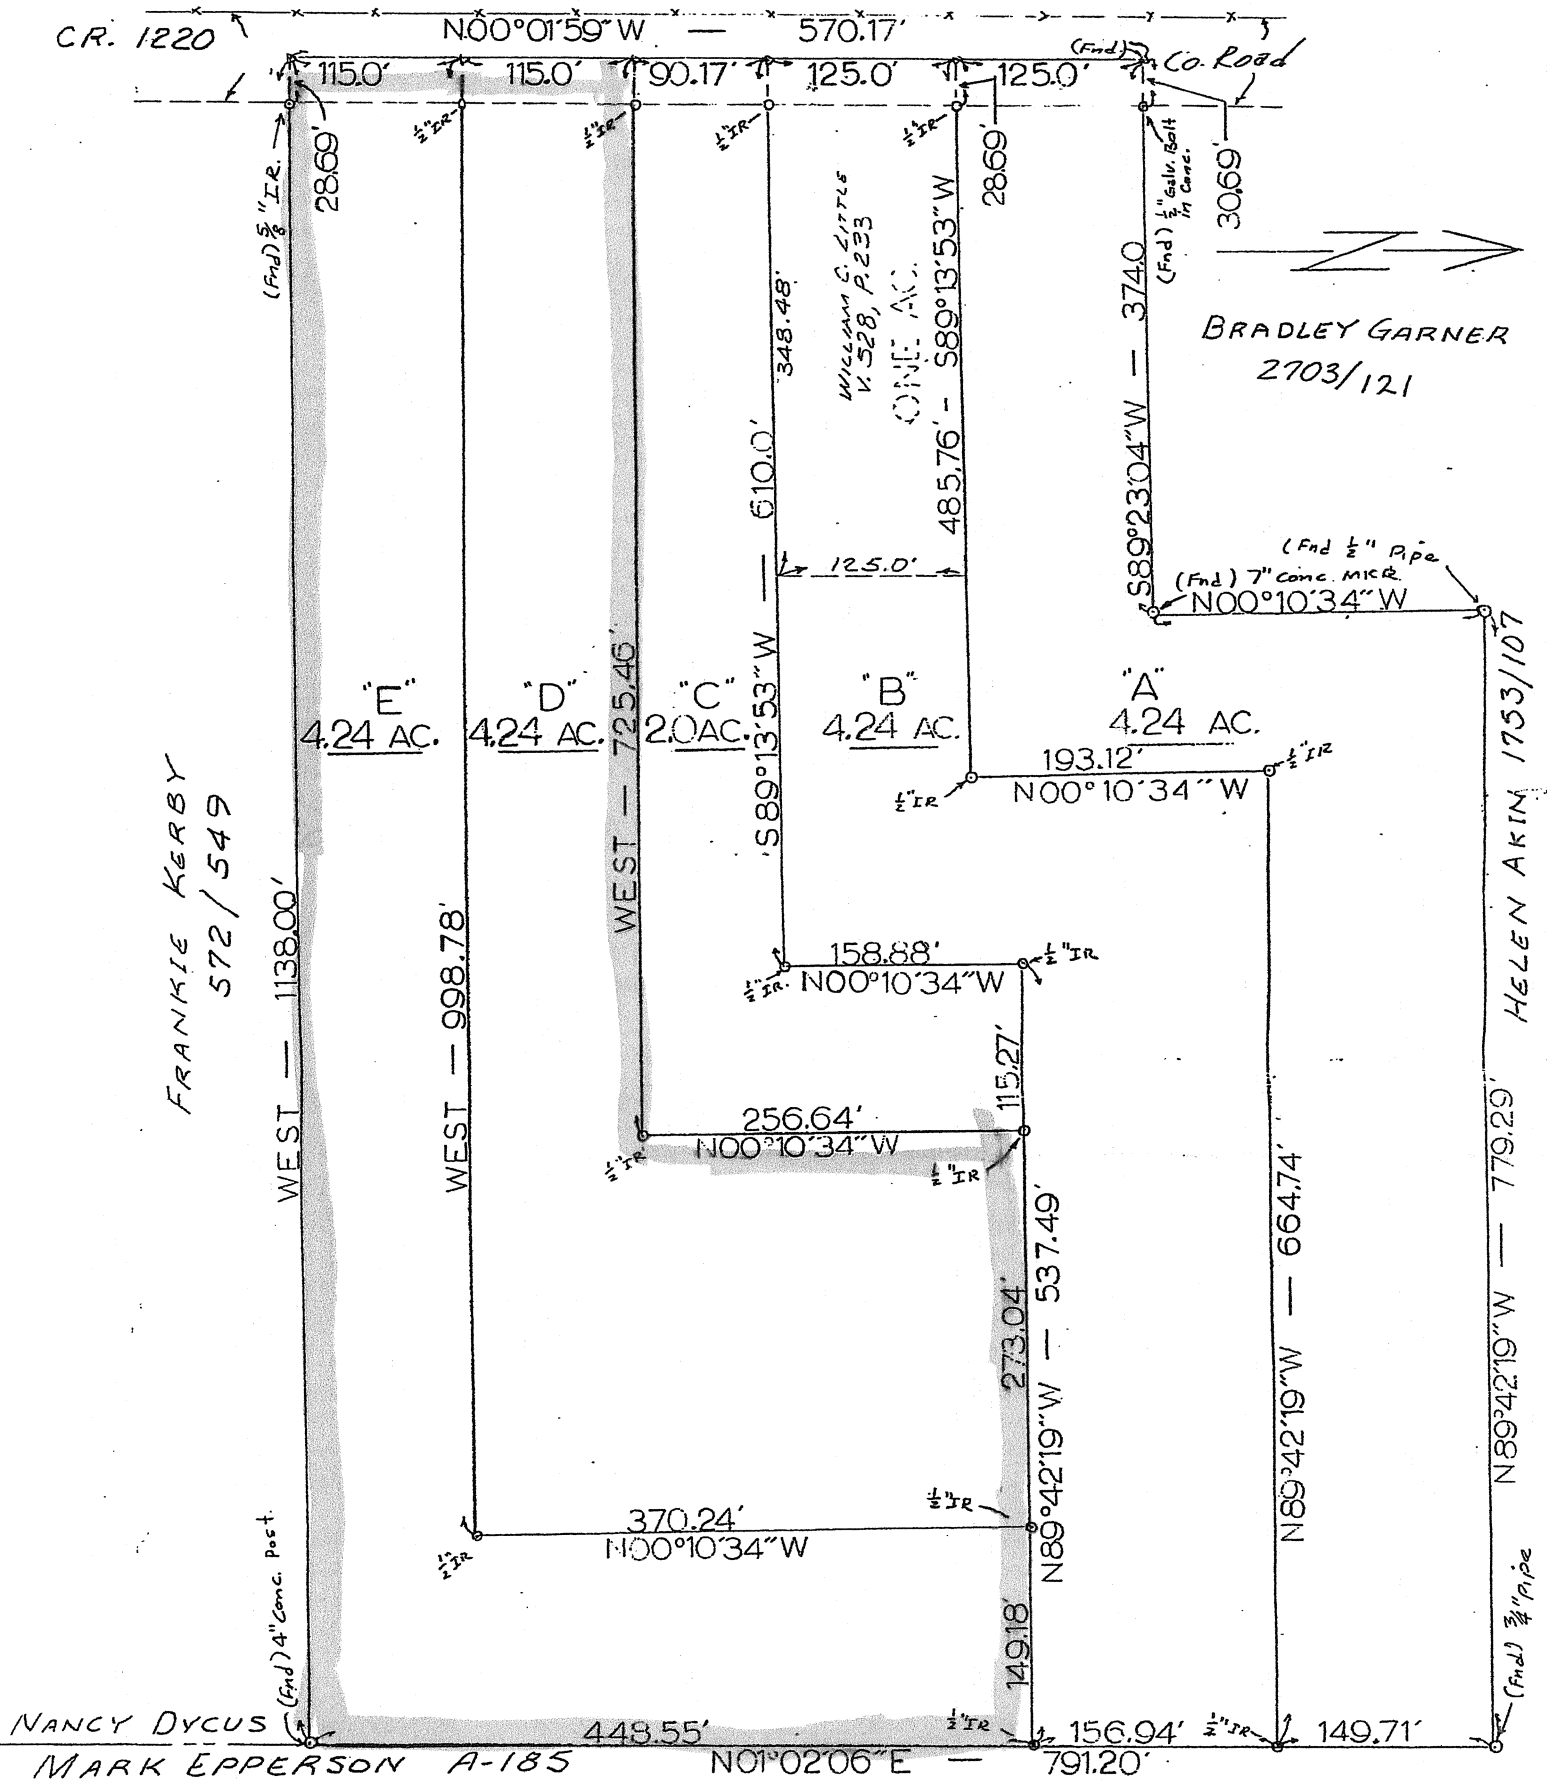 CR. 1220
N00°01'59"W — 570.17'
(Fnd)
Co. Road
115.0' 115.0' 90.17' 125.0' 125.0'
28.69'
(Fnd) 5/8" IR.
1/2" IR
1/2" IR
1/2" IR
1/2" IR
28.69'
(Fnd) 1/2" Galv. Bolt
in Conc.
30.69'
WILLIAM C. LITTLE
V. 528, P. 233
ONE AC.
348.48'
S89°13'53"W — 610.0'
485.76' - S89°13'53"W
S89°23'04"W — 374.0
BRADLEY GARNER
2703/121
125.0'
(Fnd 1/2" Pipe
(Fnd) 7" Conc. MKR.
N00°10'34"W
"E"
4.24 AC.
"D"
4.24 AC.
"C"
2.0 AC.
"B"
4.24 AC.
"A"
4.24 AC.
193.12'
N00°10'34"W
1/2" IR
1/2" IR
HELEN AKIN 1753/107
FRANKIE KERBY
572/549
WEST — 1138.00'
WEST — 998.78'
WEST — 725.46'
158.88'
N00°10'34"W
1/2" IR.
1/2" IR
115.27'
256.64'
N00°10'34"W
1/2" IR
1/2" IR
N89°42'19"W — 537.49'
273.04'
N89°42'19"W — 664.74'
N89°42'19"W — 779.29'
370.24'
N00°10'34"W
1/2" IR
1/2" IR
149.18'
(Fnd) 4" Conc. Post.
(Fnd) 3/4" Pipe
NANCY DYCUS
448.55'
1/2" IR
156.94'
1/2" IR
149.71'
MARK EPPERSON A-185
N01°02'06"E — 791.20'